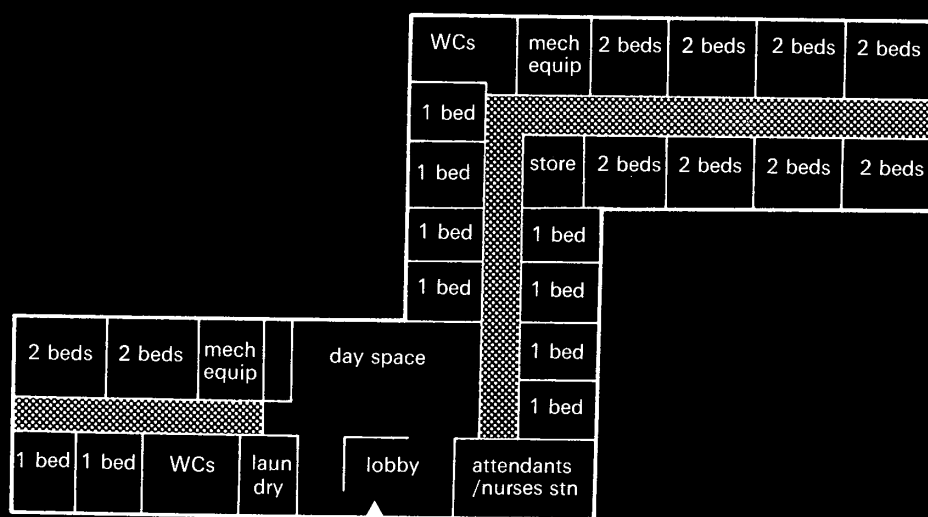 WCs
mech
equip
2 beds
2 beds
2 beds
2 beds
1 bed
1 bed
store
2 beds
2 beds
2 beds
2 beds
1 bed
1 bed
1 bed
1 bed
2 beds
2 beds
mech
equip
day space
1 bed
1 bed
1 bed
1 bed
WCs
laun
dry
lobby
attendants
/nurses stn